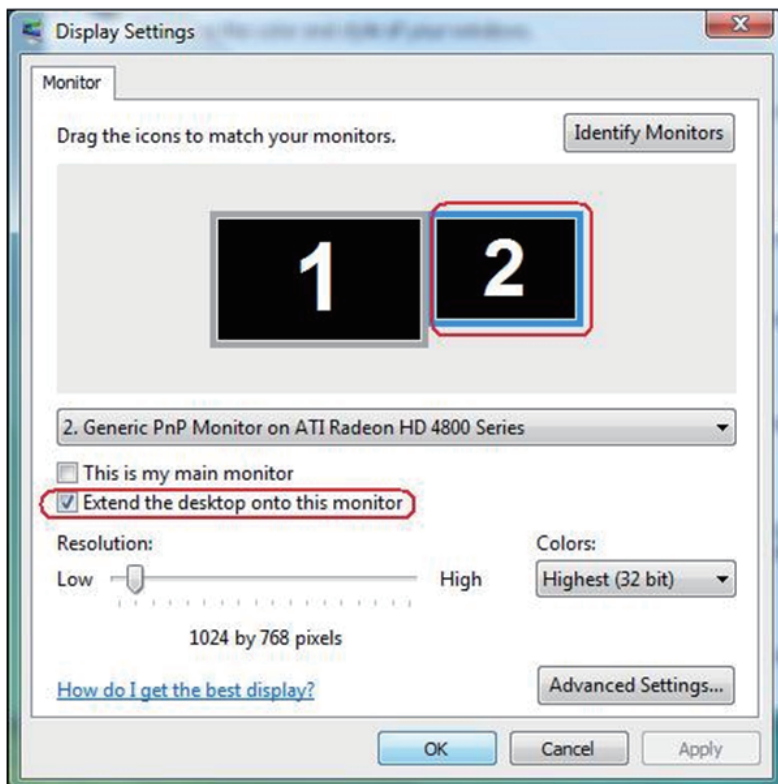 Display Settings
Monitor
Drag the icons to match your monitors.
Identify Monitors
1
2
2. Generic PnP Monitor on ATI Radeon HD 4800 Series
This is my main monitor
Extend the desktop onto this monitor
Resolution:
Colors:
Low
High
Highest (32 bit)
1024 by 768 pixels
How do I get the best display?
Advanced Settings...
OK
Cancel
Apply